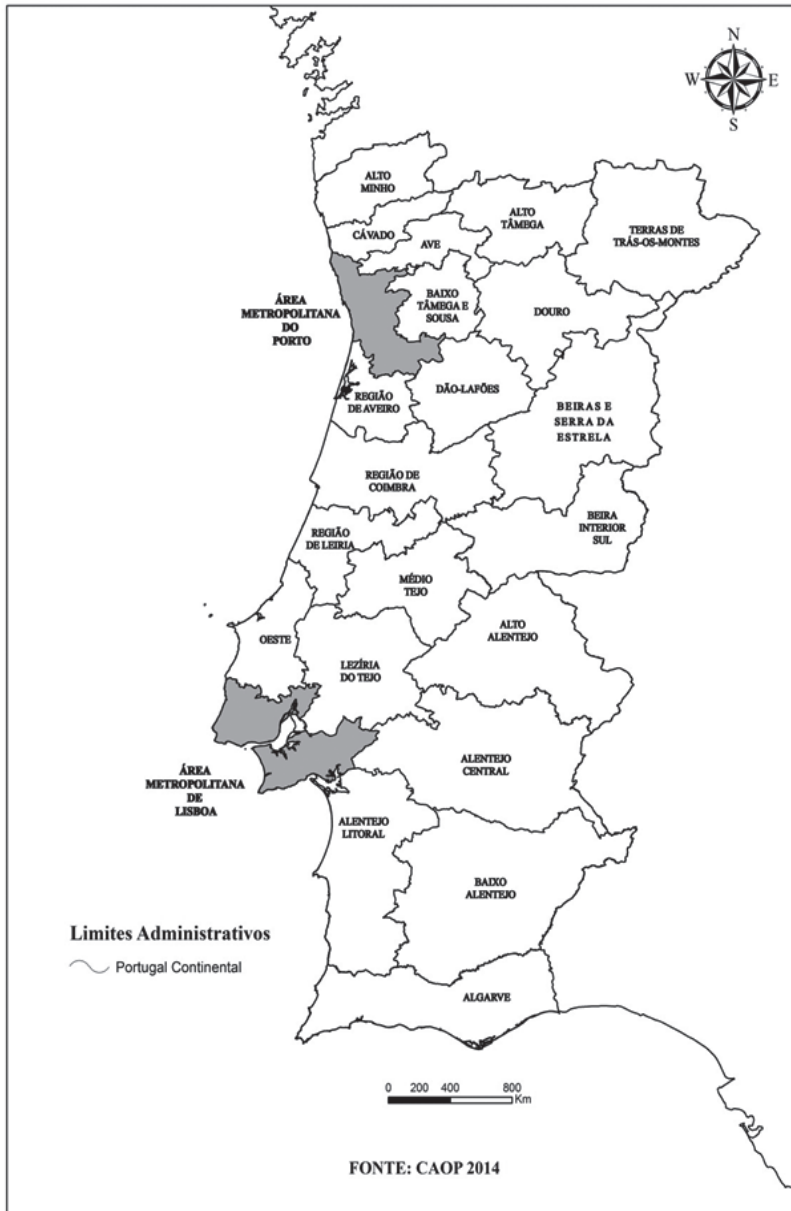 N
W E
S
ALTO
MINHO
CÁVADO
AVE
ALTO
TÂMEGA
TERRAS DE
TRÁS-OS-MONTES
ÁREA
METROPOLITANA
DO
PORTO
BAIXO
TÂMEGA E
SOUSA
DOURO
REGIÃO
DE AVEIRO
DÃO-LAFÕES
BEIRAS E
SERRA DA
ESTRELA
REGIÃO DE
COIMBRA
REGIÃO
DE LEIRIA
BEIRA
INTERIOR
SUL
MÉDIO
TEJO
OESTE
ALTO
ALENTEJO
LEZÍRIA
DO TEJO
ÁREA
METROPOLITANA
DE
LISBOA
ALENTEJO
CENTRAL
ALENTEJO
LITORAL
BAIXO
ALENTEJO
Limites Administrativos
Portugal Continental
ALGARVE
0 200 400 800
Km
FONTE: CAOP 2014